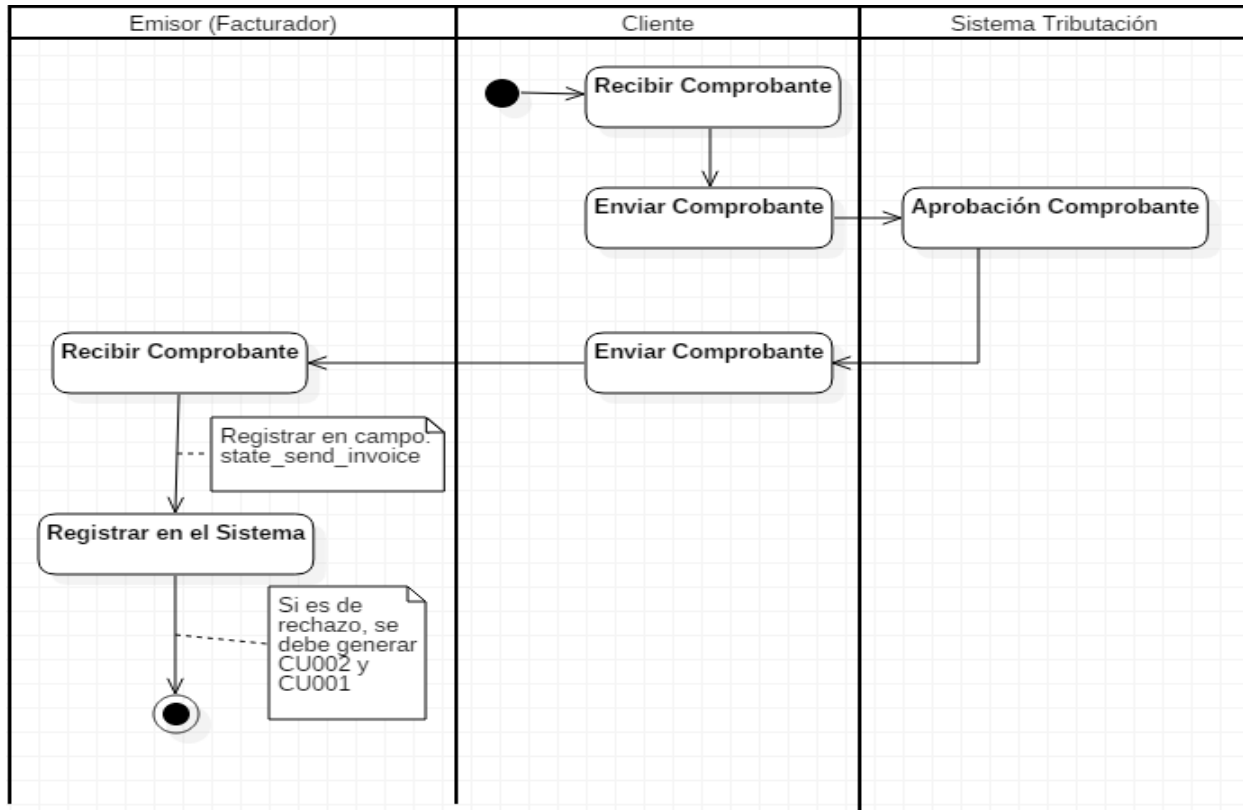 Emisor (Facturador)
Cliente
Sistema Tributación
Recibir Comprobante
Enviar Comprobante
Aprobación Comprobante
Recibir Comprobante
Enviar Comprobante
Registrar en campo:
state_send_invoice
Registrar en el Sistema
Si es de
rechazo, se
debe generar
CU002 y
CU001